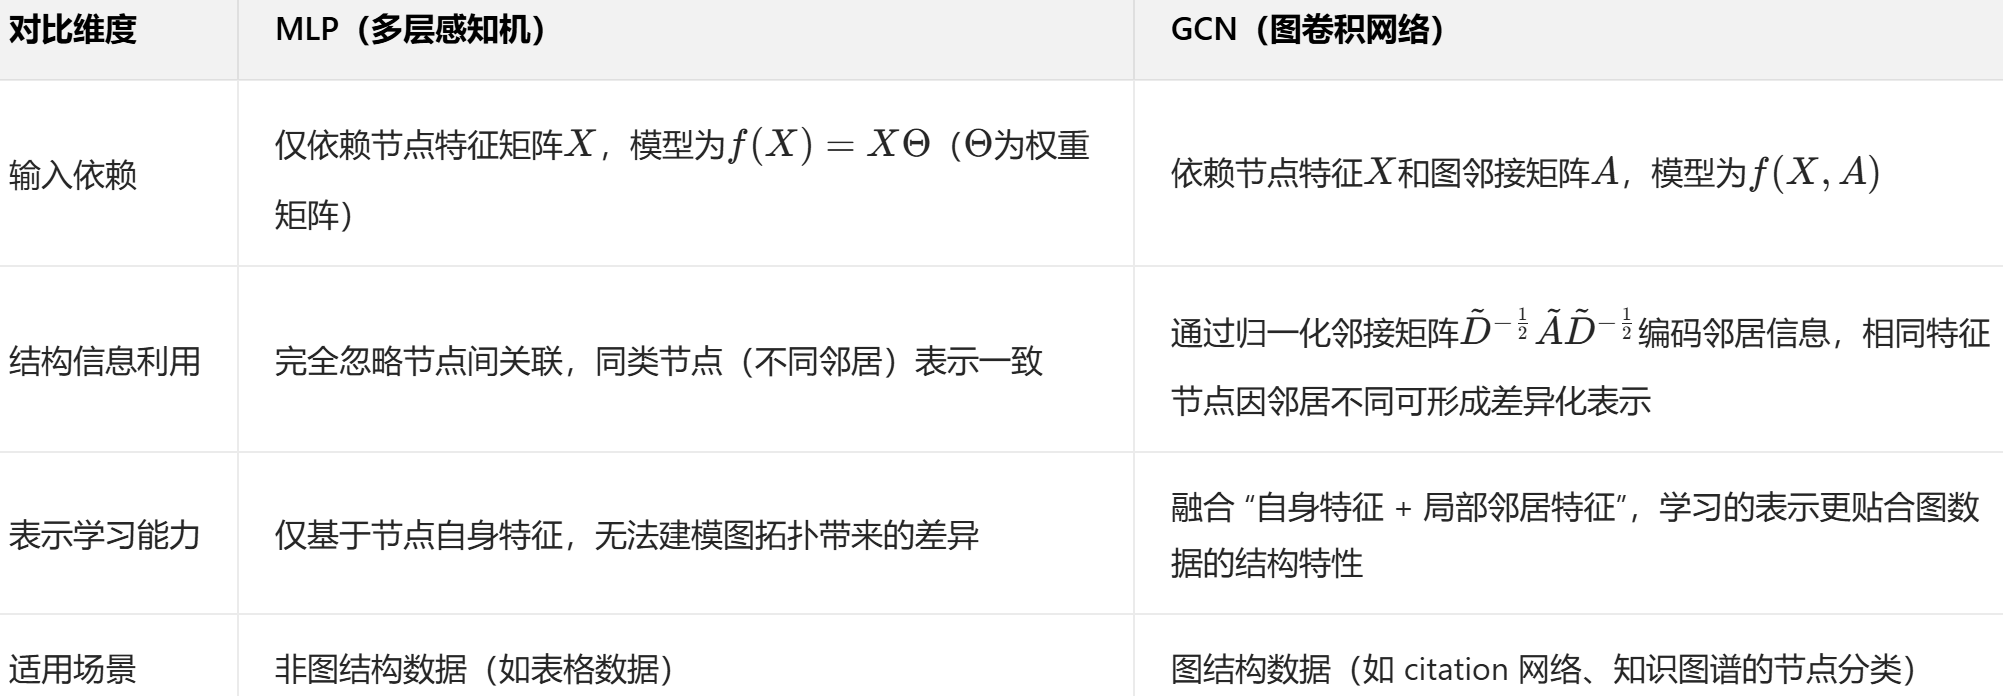 对比维度 MLP（多层感知机） GCN（图卷积网络）
输入依赖
仅依赖节点特征矩阵X，模型为f(X) = XΘ（Θ为权重
矩阵）
依赖节点特征X和图邻接矩阵A，模型为f(X, A)
结构信息利用
完全忽略节点间关联，同类节点（不同邻居）表示一致
通过归一化邻接矩阵D̃^{-1/2}ÃD̃^{-1/2}编码邻居信息，相同特征
节点因邻居不同可形成差异化表示
表示学习能力
仅基于节点自身特征，无法建模图拓扑带来的差异
融合 “自身特征 + 局部邻居特征”，学习的表示更贴合图数
据的结构特性
适用场景
非图结构数据（如表格数据）
图结构数据（如 citation 网络、知识图谱的节点分类）